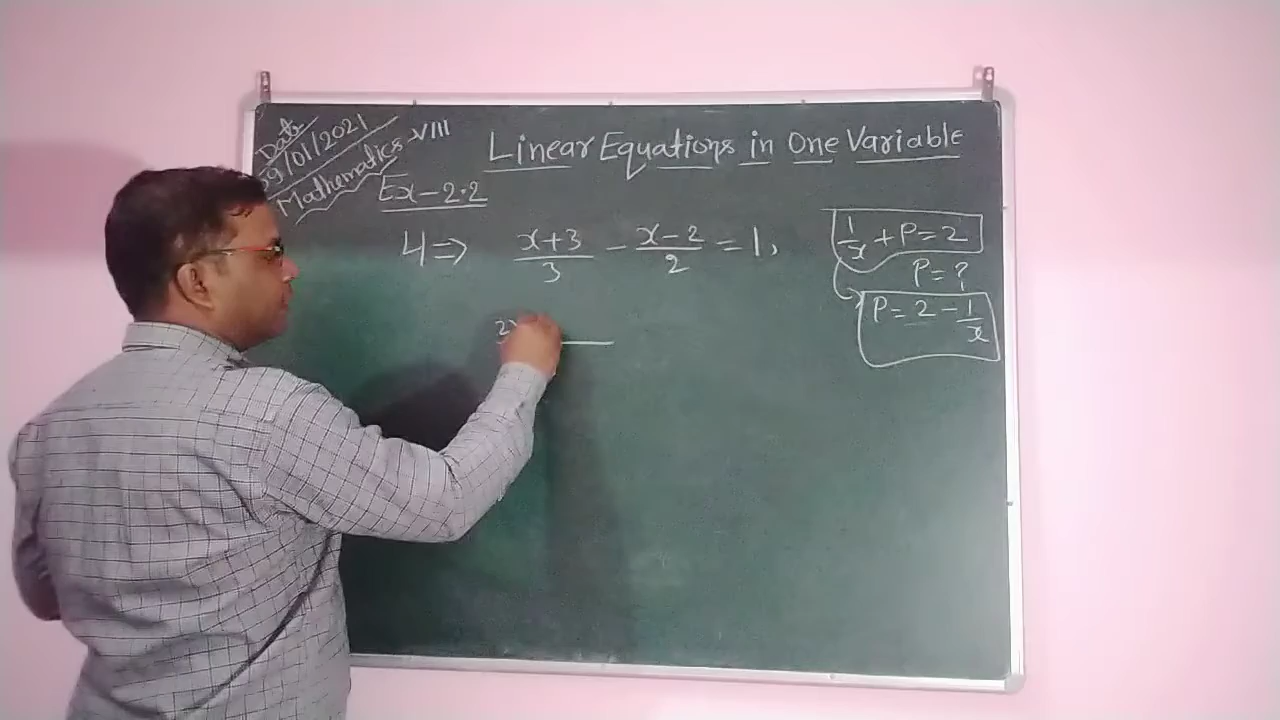 Date
09/01/2021
Mathematics-VIII
Linear Equations in One Variable
Ex-2.2
4⇒ x+3/3 - x-2/2 = 1,
1/x + P = 2
P = ?
P = 2 - 1/x